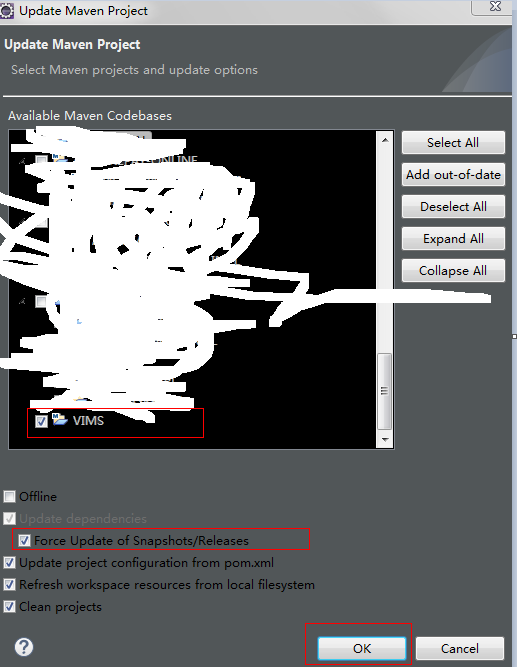 Update Maven Project
Update Maven Project
Select Maven projects and update options
Available Maven Codebases
Select All
Add out-of-date
Deselect All
Expand All
Collapse All
VIMS
Offline
Update dependencies
Force Update of Snapshots/Releases
Update project configuration from pom.xml
Refresh workspace resources from local filesystem
Clean projects
?
OK
Cancel